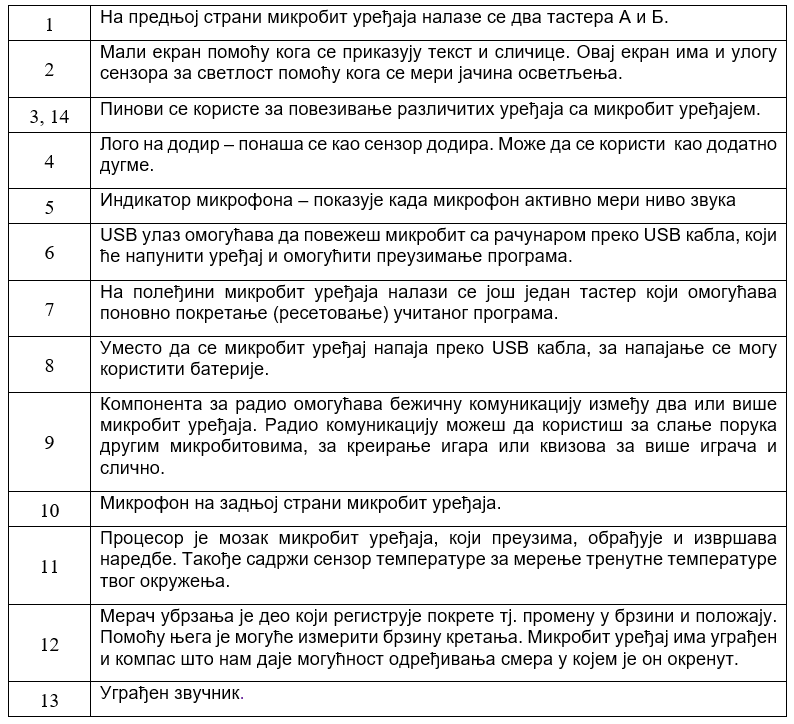 1
На предњој страни микробит уређаја налазе се два тастера А и Б.
2
Мали екран помоћу кога се приказују текст и сличице. Овај екран има и улогу
сензора за светлост помоћу кога се мери јачина осветљења.
3, 14
Пинови се користе за повезивање различитих уређаја са микробит уређајем.
4
Лого на додир – понаша се као сензор додира. Може да се користи као додатно
дугме.
5
Индикатор микрофона – показује када микрофон активно мери ниво звука
6
USB улаз омогућава да повежеш микробит са рачунаром преко USB кабла, који
ће напунити уређај и омогућити преузимање програма.
7
На полеђини микробит уређаја налази се још један тастер који омогућава
поновно покретање (ресетовање) учитаног програма.
8
Уместо да се микробит уређај напаја преко USB кабла, за напајање се могу
користити батерије.
9
Компонента за радио омогућава бежичну комуникацију између два или више
микробит уређаја. Радио комуникацију можеш да користиш за слање порука
другим микробитовима, за креирање игара или квизова за више играча и
слично.
10
Микрофон на задњој страни микробит уређаја.
11
Процесор је мозак микробит уређаја, који преузима, обрађује и извршава
наредбе. Такође садржи сензор температуре за мерење тренутне температуре
твог окружења.
12
Мерач убрзања је део који региструје покрете тј. промену у брзини и положају.
Помоћу њега је могуће измерити брзину кретања. Микробит уређај има уграђен
и компас што нам даје могућност одређивања смера у којем је он окренут.
13
Уграђен звучник.